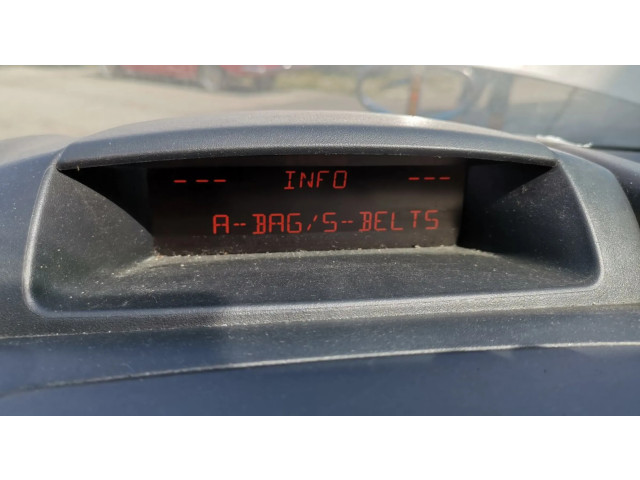 --- INFO ---
A-BAG/S-BELTS